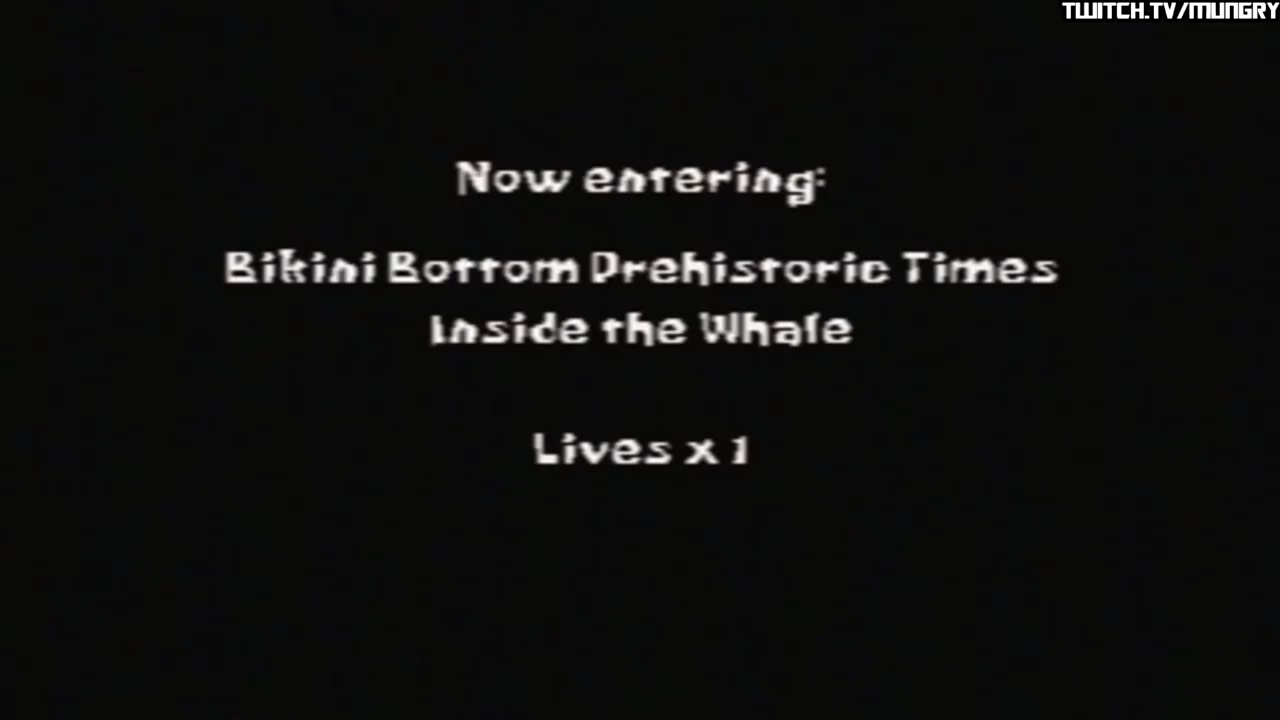 TWITCH.TV/MUNGRY
Now entering:
Bikini Bottom Prehistoric Times
Inside the Whale
Lives x 1